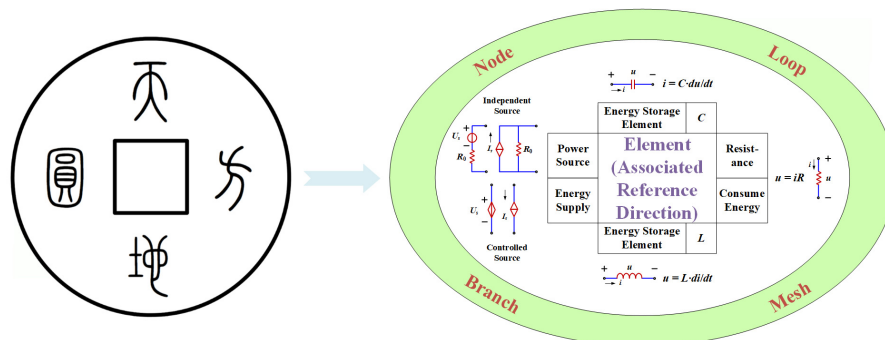 天
圓
方
地
Node
Loop
Branch
Mesh
+ u −
i
i = C·du/dt
Independent
Source
+
Us
−
R0
Is
R0
+
Us
−
Is
Controlled
Source
Energy Storage
Element
C
Power
Source
Energy
Supply
Element
(Associated
Reference
Direction)
Resist-
ance
Consume
Energy
u = iR
i
+
u
−
Energy Storage
Element
L
+ u −
i
u = L·di/dt